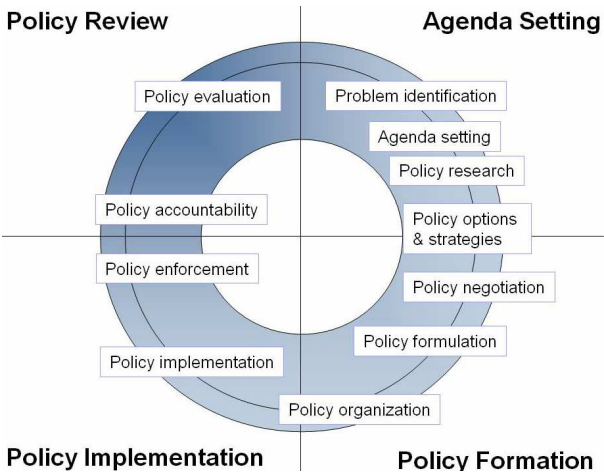 Policy Review
Agenda Setting
Policy evaluation
Problem identification
Agenda setting
Policy research
Policy accountability
Policy options
& strategies
Policy enforcement
Policy negotiation
Policy formulation
Policy implementation
Policy organization
Policy Implementation
Policy Formation